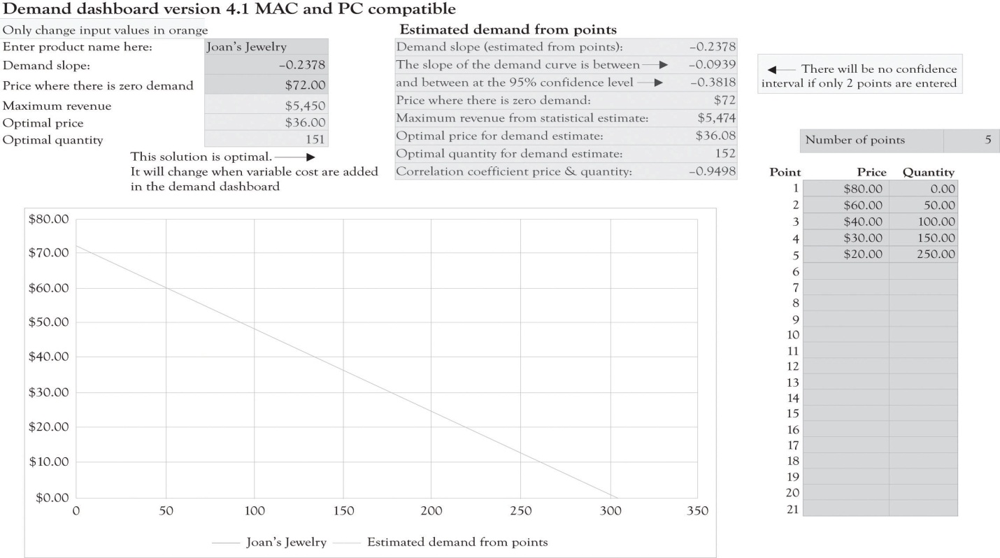 Demand dashboard version 4.1 MAC and PC compatible
Only change input values in orange
Enter product name here: Joan's Jewelry
Demand slope: –0.2378
Price where there is zero demand $72.00
Maximum revenue $5,450
Optimal price $36.00
Optimal quantity 151
This solution is optimal.
It will change when variable cost are added
in the demand dashboard
Estimated demand from points
Demand slope (estimated from points): –0.2378
The slope of the demand curve is between –0.0939
and between at the 95% confidence level –0.3818
Price where there is zero demand: $72
Maximum revenue from statistical estimate: $5,474
Optimal price for demand estimate: $36.08
Optimal quantity for demand estimate: 152
Correlation coefficient price & quantity: –0.9498
There will be no confidence
interval if only 2 points are entered
Number of points 5
Point Price Quantity
1 $80.00 0.00
2 $60.00 50.00
3 $40.00 100.00
4 $30.00 150.00
5 $20.00 250.00
6
7
8
9
10
11
12
13
14
15
16
17
18
19
20
21
$80.00
$70.00
$60.00
$50.00
$40.00
$30.00
$20.00
$10.00
$0.00
0 50 100 150 200 250 300 350
Joan's Jewelry Estimated demand from points